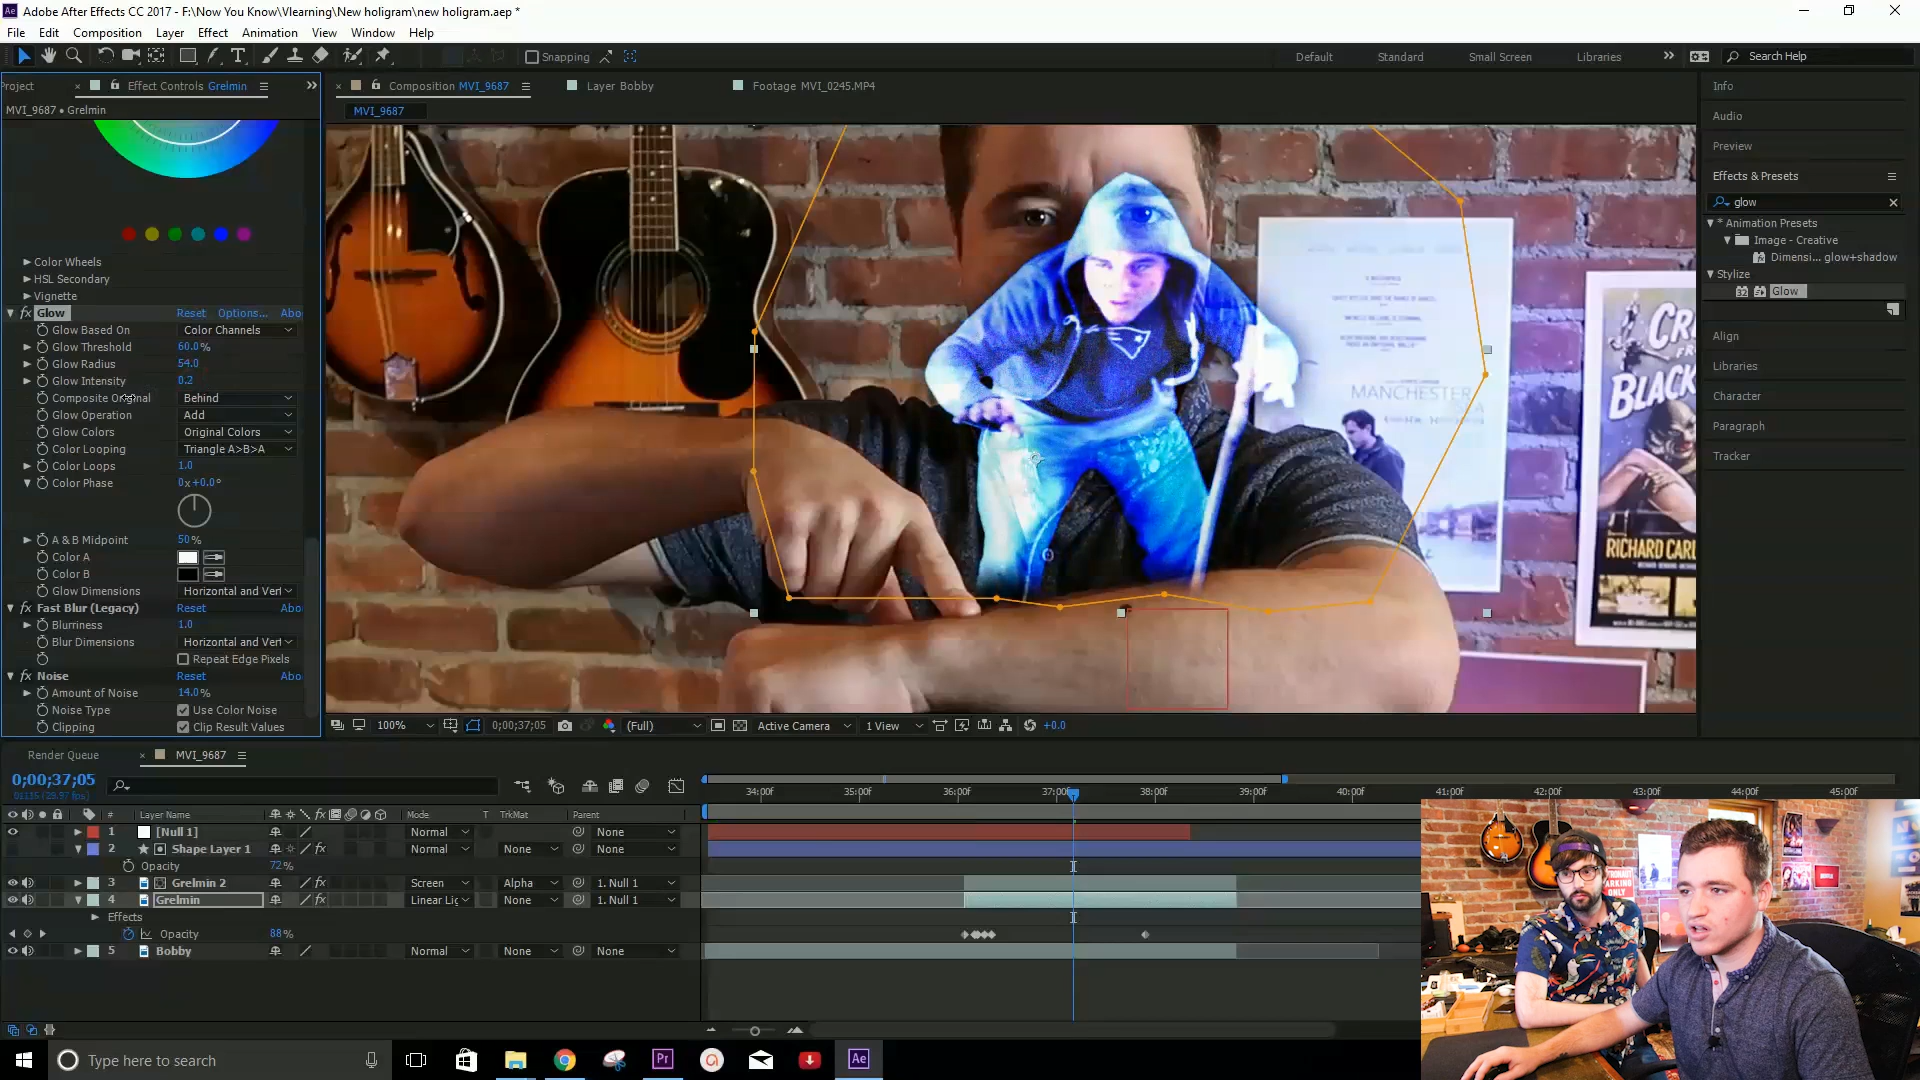 Adobe After Effects CC 2017 - F:\Now You Know\Vlearning\New holigram\new holigram.aep *
File Edit Composition Layer Effect Animation View Window Help
Snapping Default Standard Small Screen Libraries Search Help
Project Effect Controls Grelmin Composition MVI_9687 Layer Bobby Footage MVI_0245.MP4 Info
MVI_9687 • Grelmin MVI_9687 Audio
Preview
Effects & Presets
glow
* Animation Presets
Image - Creative
Dimensi... glow+shadow
Stylize
Glow
Align
Libraries
Character
Paragraph
Tracker
Color Wheels
HSL Secondary
Vignette
Glow Reset Options... Abo
Glow Based On Color Channels
Glow Threshold 60.0%
Glow Radius 54.0
Glow Intensity 0.2
Composite Original Behind
Glow Operation Add
Glow Colors Original Colors
Color Looping Triangle A>B>A
Color Loops 1.0
Color Phase 0x+0.0°
A & B Midpoint 50%
Color A
Color B
Glow Dimensions Horizontal and Vert
Fast Blur (Legacy) Reset Abo
Blurriness 1.0
Blur Dimensions Horizontal and Vert
Repeat Edge Pixels
Noise Reset Abo
Amount of Noise 14.0%
Noise Type Use Color Noise
Clipping Clip Result Values
MANCHESTER
RICHARD CARL
100% 0;00;37;05 (Full) Active Camera 1 View +0.0
Render Queue MVI_9687
0;00;37;05
01115 (29.97 fps)
34:00f 35:00f 36:00f 37:00f 38:00f 39:00f 40:00f 41:00f 42:00f 43:00f 44:00f 45:00f
# Layer Name Mode T TrkMat Parent
1 [Null 1] Normal None
2 Shape Layer 1 Normal None None
Opacity 72%
3 Grelmin 2 Screen Alpha 1. Null 1
4 Grelmin Linear Lig None 1. Null 1
Effects
Opacity 88%
5 Bobby Normal None None
PARKING
ONLY
Type here to search Pr Ae